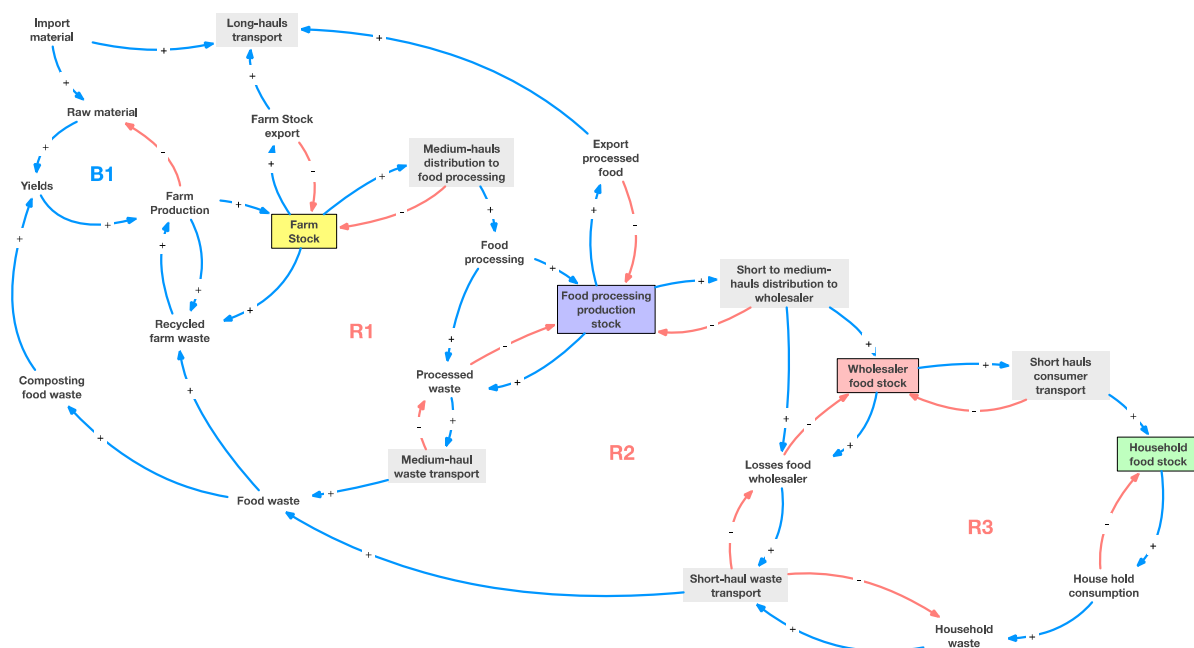 Import
material
Long-hauls
transport
+
+
+
+
Raw material
Farm Stock
export
+
-
B1
Yields
Farm
Production
+
+
+
-
Farm
Stock
+
-
Medium-hauls
distribution to
food processing
+
Export
processed
food
+
-
Food
processing
+
Food processing
production
stock
+
-
Short to medium-
hauls distribution to
wholesaler
+
+
+
+
Recycled
farm waste
R1
+
-
+
Processed
waste
+
Wholesaler
food stock
+
-
Short hauls
consumer
transport
+
Composting
food waste
+
+
+
-
+
Medium-haul
waste transport
R2
+
-
+
Losses food
wholesaler
Household
food stock
+
Food waste
+
R3
-
+
-
+
+
Short-haul waste
transport
-
House hold
consumption
+
+
Household
waste